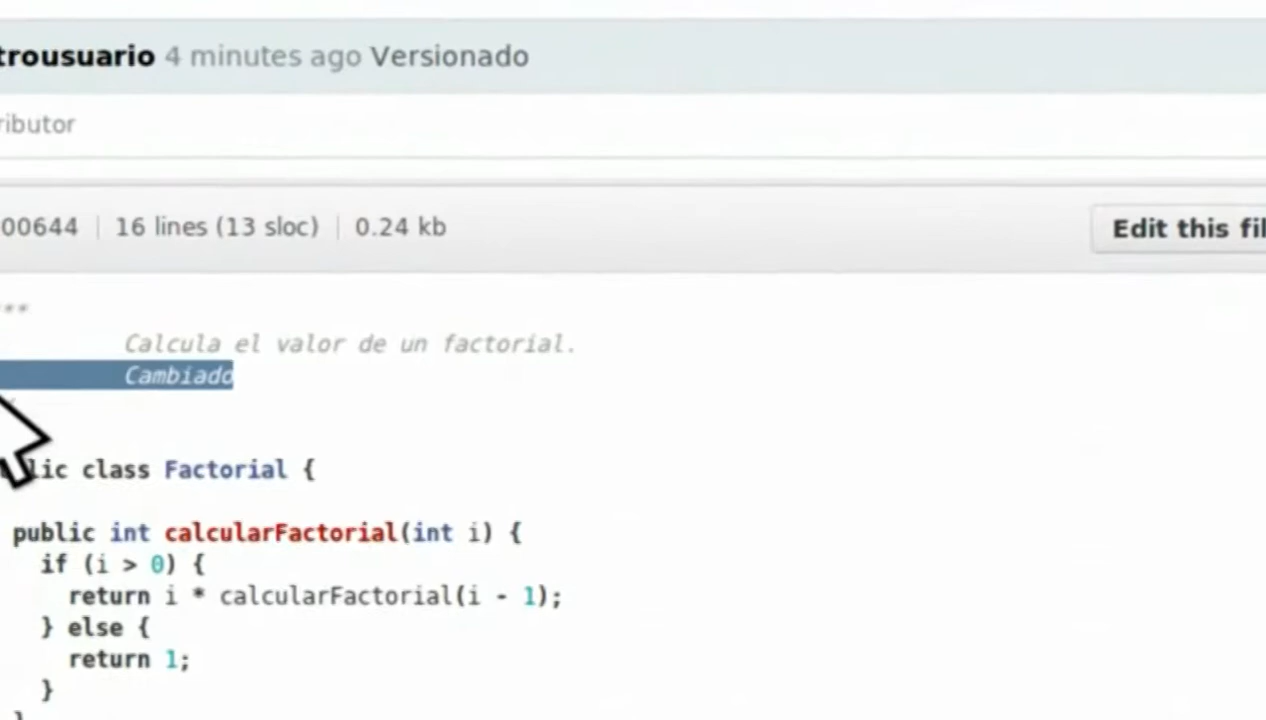 trousuario 4 minutes ago Versionado
ributor
00644 | 16 lines (13 sloc) | 0.24 kb
Edit this fil
**
Calcula el valor de un factorial.
Cambiado
lic class Factorial {
public int calcularFactorial(int i) {
if (i > 0) {
return i * calcularFactorial(i - 1);
} else {
return 1;
}
}